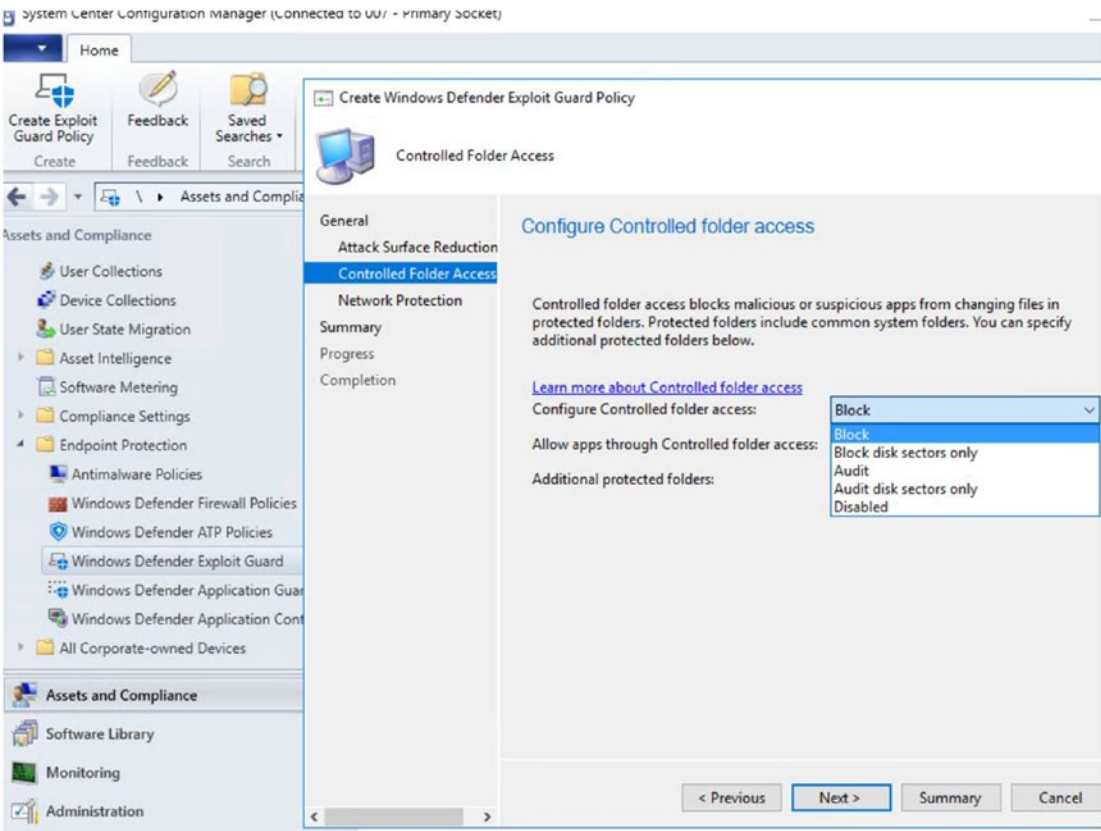 System Center Configuration Manager (Connected to 007 - Primary Socket)
Home
Create Exploit
Guard Policy
Feedback
Saved
Searches
Create
Feedback
Search
\ Assets and Complia
Assets and Compliance
User Collections
Device Collections
User State Migration
Asset Intelligence
Software Metering
Compliance Settings
Endpoint Protection
Antimalware Policies
Windows Defender Firewall Policies
Windows Defender ATP Policies
Windows Defender Exploit Guard
Windows Defender Application Guar
Windows Defender Application Cont
All Corporate-owned Devices
Assets and Compliance
Software Library
Monitoring
Administration
Create Windows Defender Exploit Guard Policy
Controlled Folder Access
General
Attack Surface Reduction
Controlled Folder Access
Network Protection
Summary
Progress
Completion
Configure Controlled folder access
Controlled folder access blocks malicious or suspicious apps from changing files in
protected folders. Protected folders include common system folders. You can specify
additional protected folders below.
Learn more about Controlled folder access
Configure Controlled folder access:
Block
Block
Block disk sectors only
Audit
Audit disk sectors only
Disabled
Allow apps through Controlled folder access:
Additional protected folders:
< Previous
Next >
Summary
Cancel